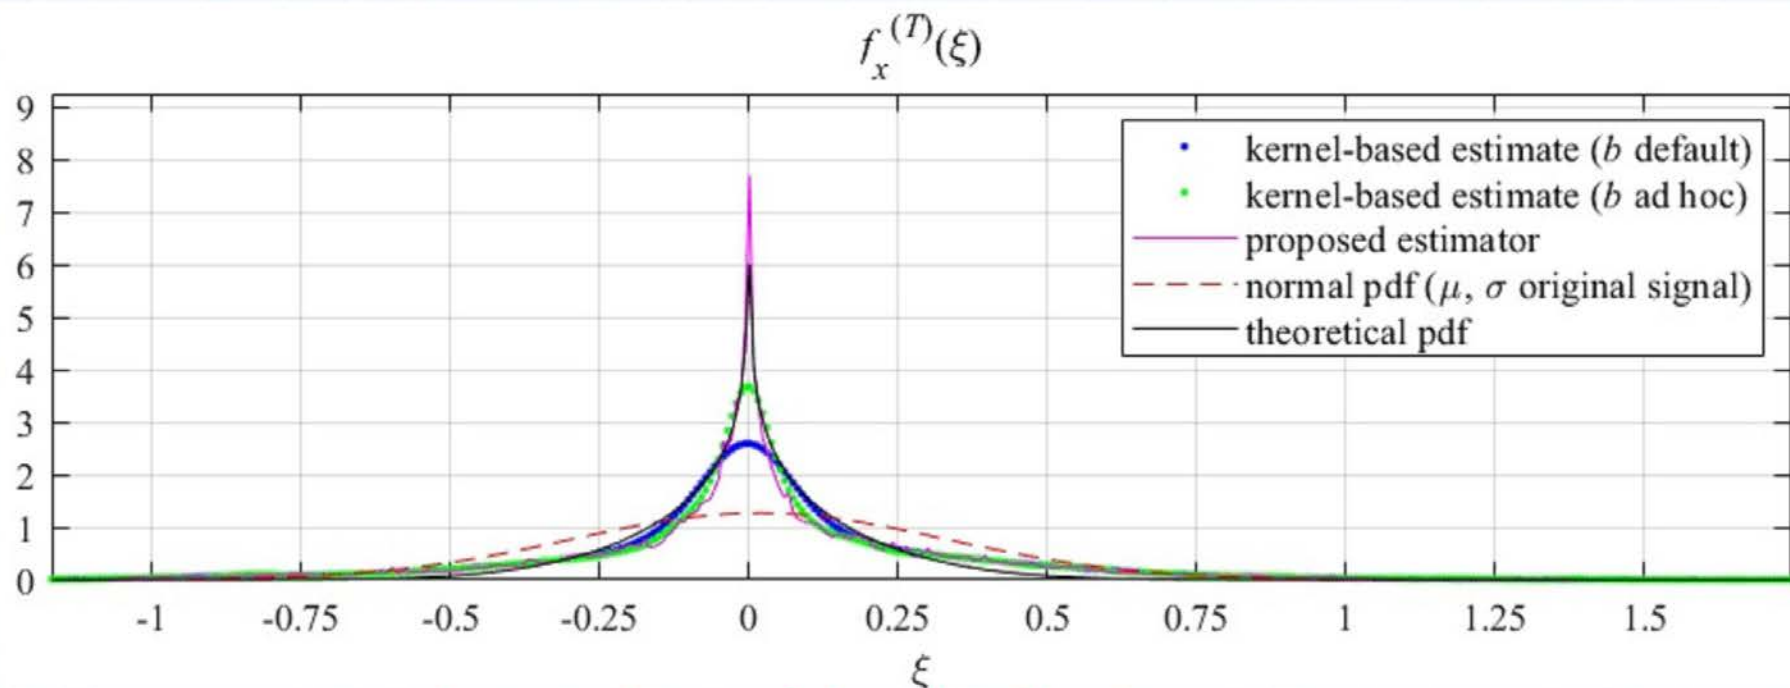 f_x^(T)(ξ)
9
8
7
6
5
4
3
2
1
0
kernel-based estimate (b default)
kernel-based estimate (b ad hoc)
proposed estimator
normal pdf (μ, σ original signal)
theoretical pdf
-1 -0.75 -0.5 -0.25 0 0.25 0.5 0.75 1 1.25 1.5
ξ